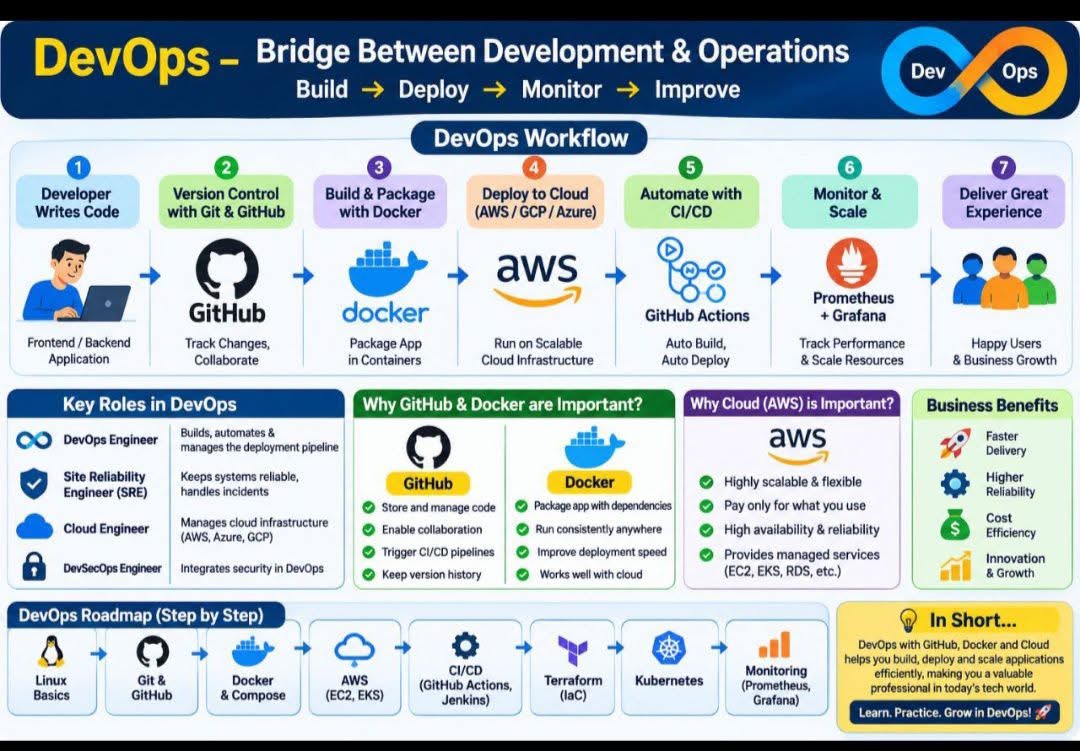 DevOps – Bridge Between Development & Operations
Build → Deploy → Monitor → Improve
Dev Ops
DevOps Workflow
1
Developer
Writes Code
Frontend / Backend
Application
2
Version Control
with Git & GitHub
GitHub
Track Changes,
Collaborate
3
Build & Package
with Docker
docker
Package App
in Containers
4
Deploy to Cloud
(AWS / GCP / Azure)
aws
Run on Scalable
Cloud Infrastructure
5
Automate with
CI/CD
GitHub Actions
Auto Build,
Auto Deploy
6
Monitor &
Scale
Prometheus
+ Grafana
Track Performance
& Scale Resources
7
Deliver Great
Experience
Happy Users
& Business Growth
Key Roles in DevOps
DevOps Engineer
Builds, automates &
manages the deployment pipeline
Site Reliability
Engineer (SRE)
Keeps systems reliable,
handles incidents
Cloud Engineer
Manages cloud infrastructure
(AWS, Azure, GCP)
DevSecOps Engineer
Integrates security in DevOps
Why GitHub & Docker are Important?
GitHub
Store and manage code
Enable collaboration
Trigger CI/CD pipelines
Keep version history
Docker
Package app with dependencies
Run consistently anywhere
Improve deployment speed
Works well with cloud
Why Cloud (AWS) is Important?
aws
Highly scalable & flexible
Pay only for what you use
High availability & reliability
Provides managed services
(EC2, EKS, RDS, etc.)
Business Benefits
Faster
Delivery
Higher
Reliability
$
Cost
Efficiency
Innovation
& Growth
DevOps Roadmap (Step by Step)
Linux
Basics
Git &
GitHub
Docker
& Compose
AWS
(EC2, EKS)
CI/CD
(GitHub Actions,
Jenkins)
Terraform
(IaC)
Kubernetes
Monitoring
(Prometheus,
Grafana)
In Short...
DevOps with GitHub, Docker and Cloud
helps you build, deploy and scale applications
efficiently, making you a valuable
professional in today's tech world.
Learn. Practice. Grow in DevOps! 🚀